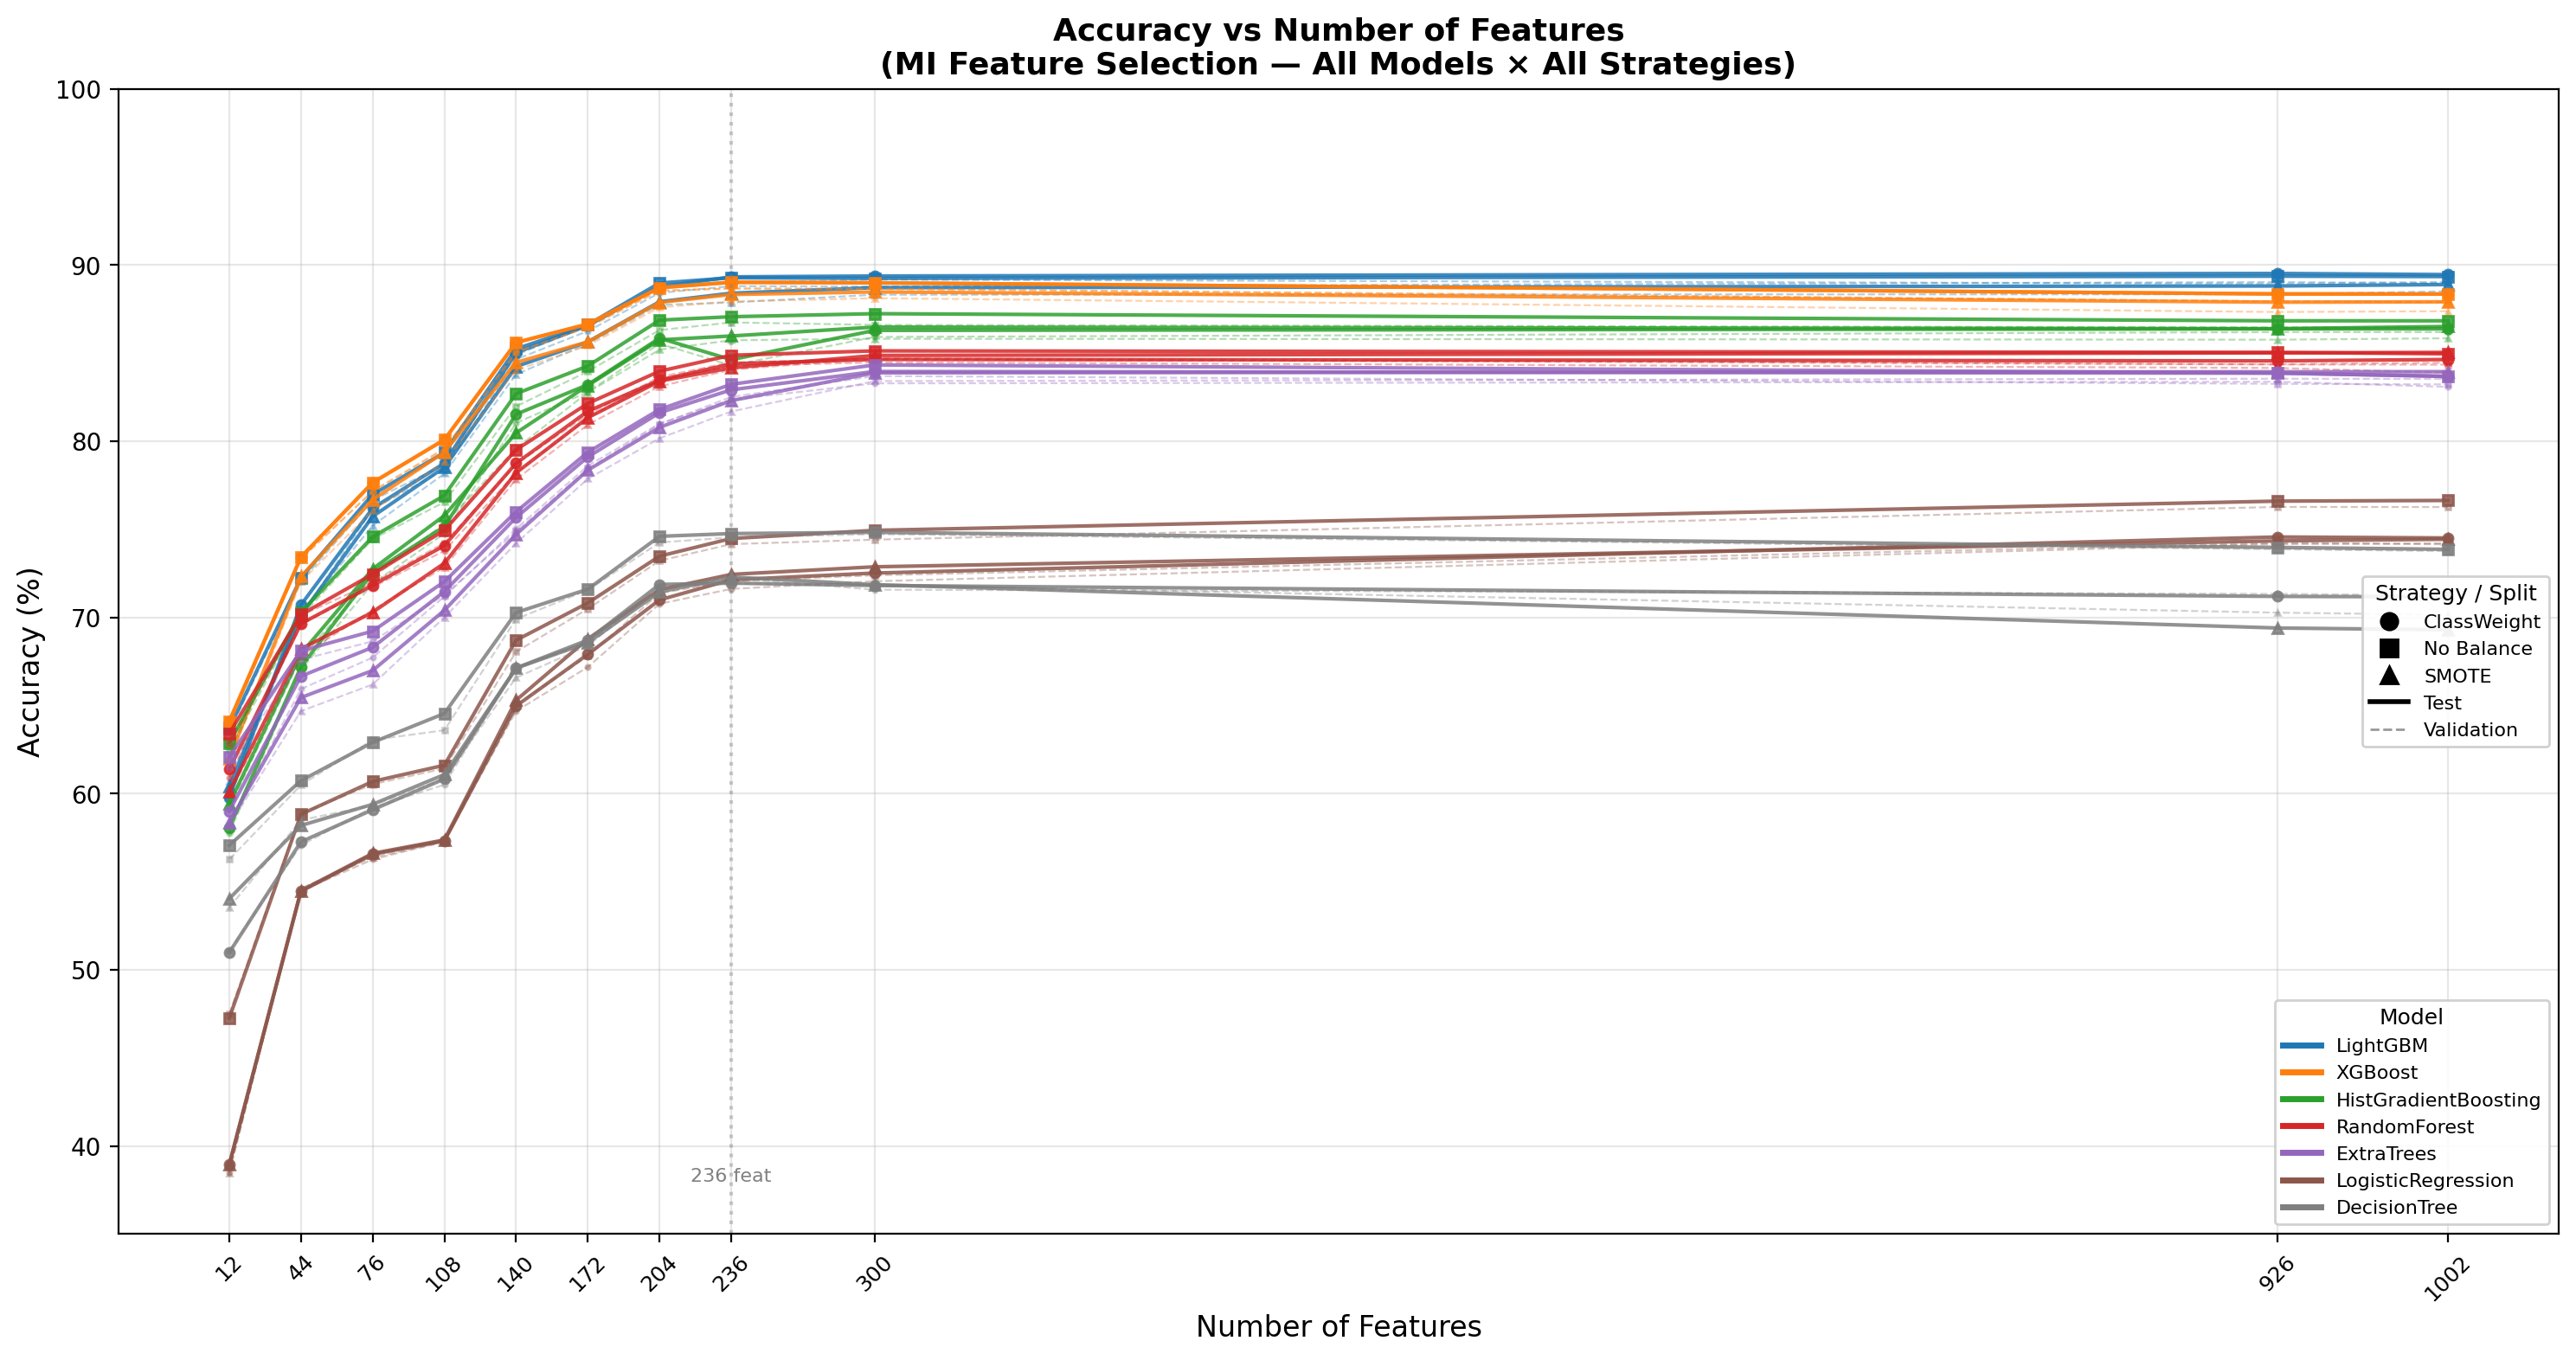 Accuracy vs Number of Features
(MI Feature Selection — All Models × All Strategies)
Accuracy (%)
100
90
80
70
60
50
40
236 feat
Strategy / Split
ClassWeight
No Balance
SMOTE
Test
Validation
Model
LightGBM
XGBoost
HistGradientBoosting
RandomForest
ExtraTrees
LogisticRegression
DecisionTree
12
44
76
108
140
172
204
236
300
926
1002
Number of Features